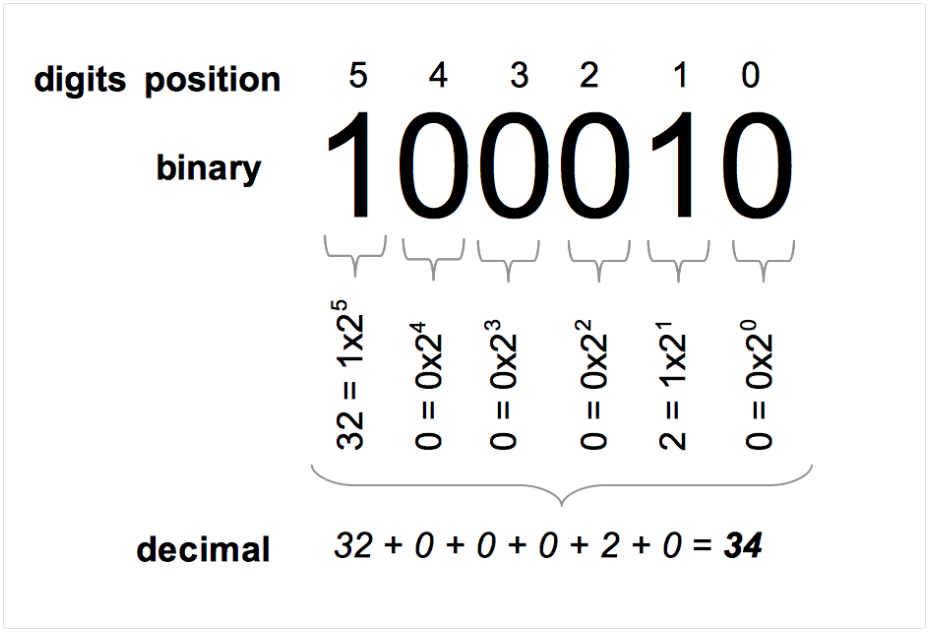 digits position 5 4 3 2 1 0
binary 100010
32 = 1x2⁵
0 = 0x2⁴
0 = 0x2³
0 = 0x2²
2 = 1x2¹
0 = 0x2⁰
decimal 32 + 0 + 0 + 0 + 2 + 0 = 34